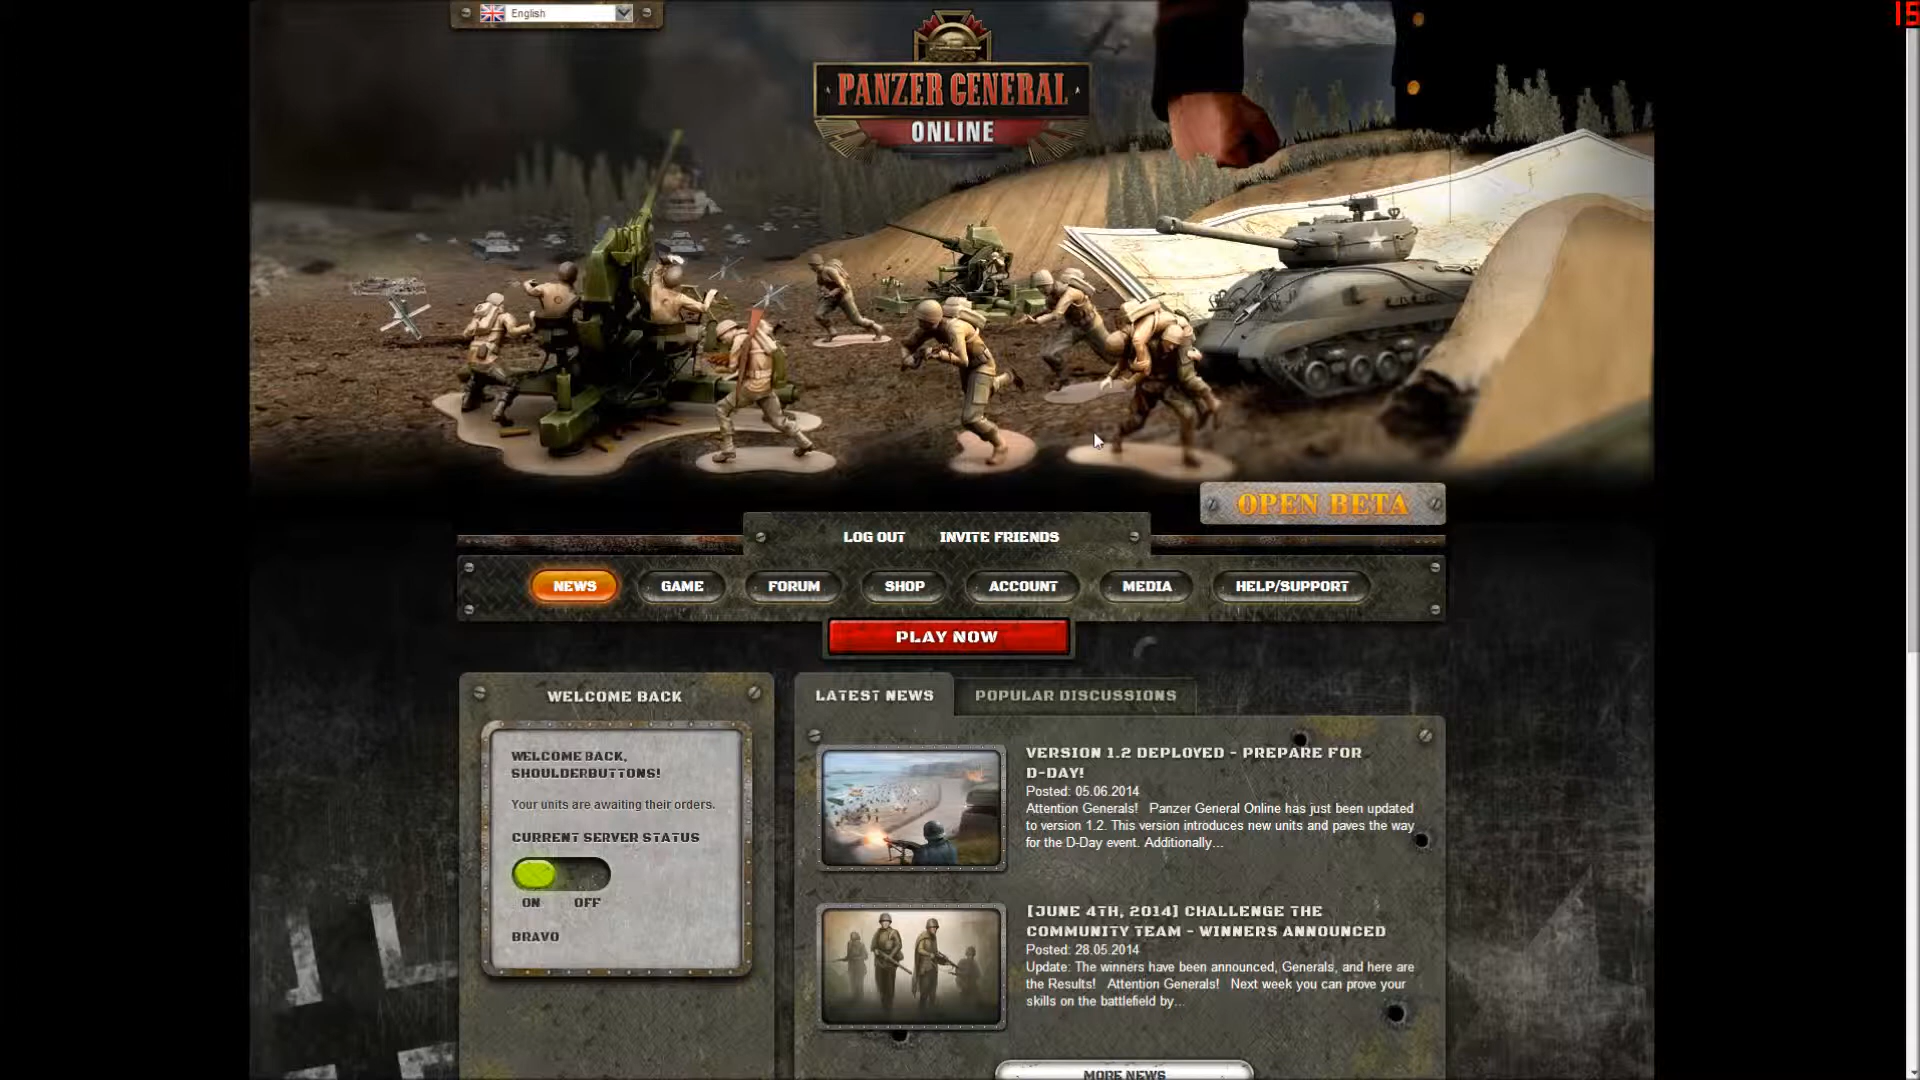 English
15
PANZER GENERAL
ONLINE
OPEN BETA
LOG OUT INVITE FRIENDS
NEWS GAME FORUM SHOP ACCOUNT MEDIA HELP/SUPPORT
PLAY NOW
WELCOME BACK
WELCOME BACK,
SHOULDERBUTTONS!
Your units are awaiting their orders.
CURRENT SERVER STATUS
ON OFF
BRAVO
LATEST NEWS POPULAR DISCUSSIONS
VERSION 1.2 DEPLOYED - PREPARE FOR
D-DAY!
Posted: 05.06.2014
Attention Generals! Panzer General Online has just been updated
to version 1.2. This version introduces new units and paves the way
for the D-Day event. Additionally...
[JUNE 4TH, 2014] CHALLENGE THE
COMMUNITY TEAM - WINNERS ANNOUNCED
Posted: 28.05.2014
Update: The winners have been announced, Generals, and here are
the Results! Attention Generals! Next week you can prove your
skills on the battlefield by...
MORE NEWS